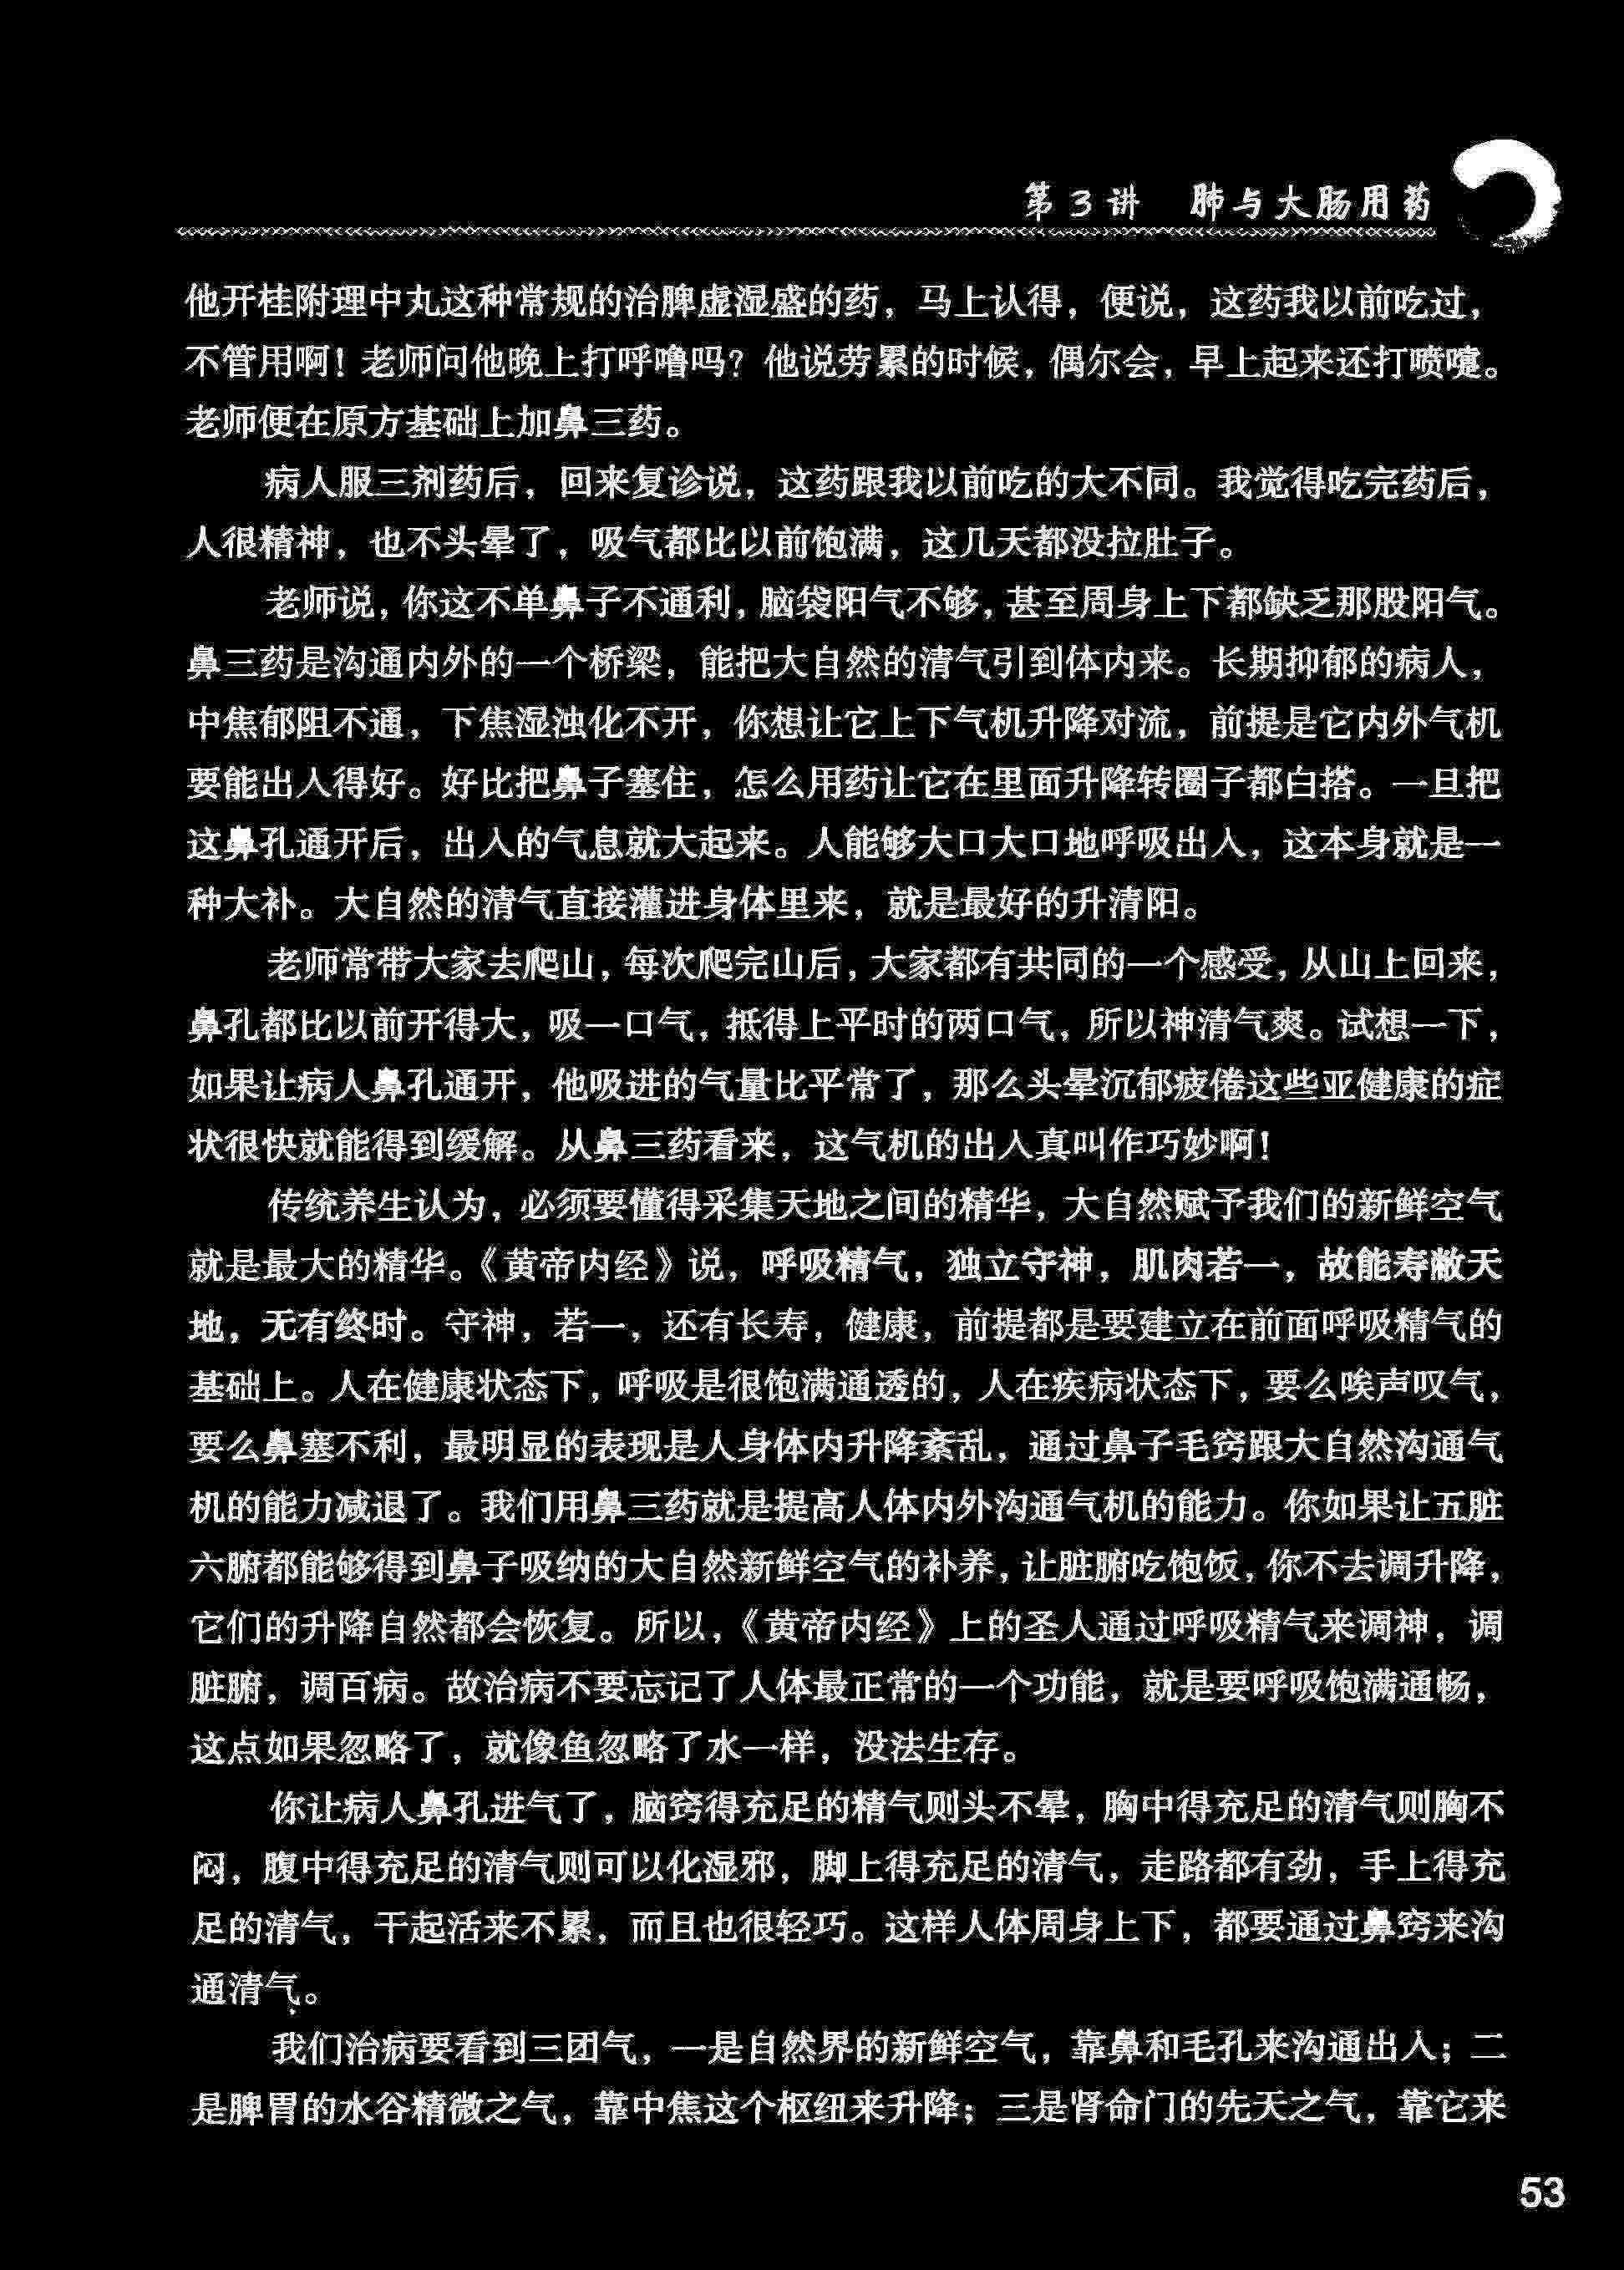 第3讲 肺与大肠用药
他开桂附理中丸这种常规的治脾虚湿盛的药，马上认得，便说，这药我以前吃过，
不管用啊！老师问他晚上打呼噜吗？他说劳累的时候，偶尔会，早上起来还打喷嚏。
老师便在原方基础上加鼻三药。
病人服三剂药后，回来复诊说，这药跟我以前吃的大不同。我觉得吃完药后，
人很精神，也不头晕了，吸气都比以前饱满，这几天都没拉肚子。
老师说，你这不单鼻子不通利，脑袋阳气不够，甚至周身上下都缺乏那股阳气。
鼻三药是沟通内外的一个桥梁，能把大自然的清气引到体内来。长期抑郁的病人，
中焦郁阻不通，下焦湿浊化不开，你想让它上下气机升降对流，前提是它内外气机
要能出入得好。好比把鼻子塞住，怎么用药让它在里面升降转圈子都白搭。一旦把
这鼻孔通开后，出入的气息就大起来。人能够大口大口地呼吸出入，这本身就是一
种大补。大自然的清气直接灌进身体里来，就是最好的升清阳。
老师常带大家去爬山，每次爬完山后，大家都有共同的一个感受，从山上回来，
鼻孔都比以前开得大，吸一口气，抵得上平时的两口气，所以神清气爽。试想一下，
如果让病人鼻孔通开，他吸进的气量比平常了，那么头晕沉郁疲倦这些亚健康的症
状很快就能得到缓解。从鼻三药看来，这气机的出入真叫作巧妙啊！
传统养生认为，必须要懂得采集天地之间的精华，大自然赋予我们的新鲜空气
就是最大的精华。《黄帝内经》说，呼吸精气，独立守神，肌肉若一，故能寿敝天
地，无有终时。守神，若一，还有长寿，健康，前提都是要建立在前面呼吸精气的
基础上。人在健康状态下，呼吸是很饱满通透的，人在疾病状态下，要么唉声叹气，
要么鼻塞不利，最明显的表现是人身体内升降紊乱，通过鼻子毛窍跟大自然沟通气
机的能力减退了。我们用鼻三药就是提高人体内外沟通气机的能力。你如果让五脏
六腑都能够得到鼻子吸纳的大自然新鲜空气的补养，让脏腑吃饱饭，你不去调升降，
它们的升降自然都会恢复。所以，《黄帝内经》上的圣人通过呼吸精气来调神，调
脏腑，调百病。故治病不要忘记了人体最正常的一个功能，就是要呼吸饱满通畅，
这点如果忽略了，就像鱼忽略了水一样，没法生存。
你让病人鼻孔进气了，脑窍得充足的精气则头不晕，胸中得充足的清气则胸不
闷，腹中得充足的清气则可以化湿邪，脚上得充足的清气，走路都有劲，手上得充
足的清气，干起活来不累，而且也很轻巧。这样人体周身上下，都要通过鼻窍来沟
通清气。
我们治病要看到三团气，一是自然界的新鲜空气，靠鼻和毛孔来沟通出入；二
是脾胃的水谷精微之气，靠中焦这个枢纽来升降；三是肾命门的先天之气，靠它来
53